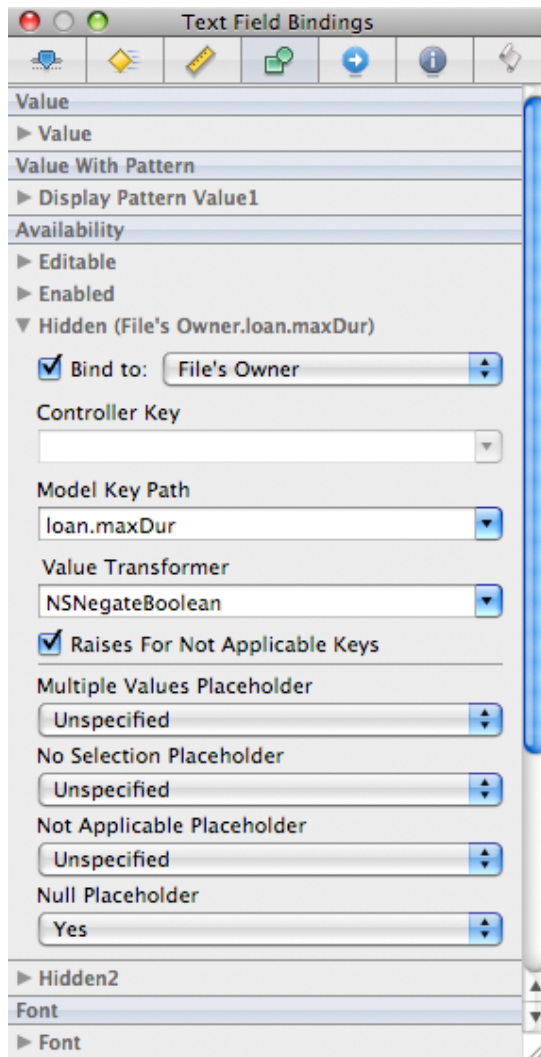 Text Field Bindings
Value
Value
Value With Pattern
Display Pattern Value1
Availability
Editable
Enabled
Hidden (File's Owner.loan.maxDur)
Bind to: File's Owner
Controller Key
Model Key Path
loan.maxDur
Value Transformer
NSNegateBoolean
Raises For Not Applicable Keys
Multiple Values Placeholder
Unspecified
No Selection Placeholder
Unspecified
Not Applicable Placeholder
Unspecified
Null Placeholder
Yes
Hidden2
Font
Font